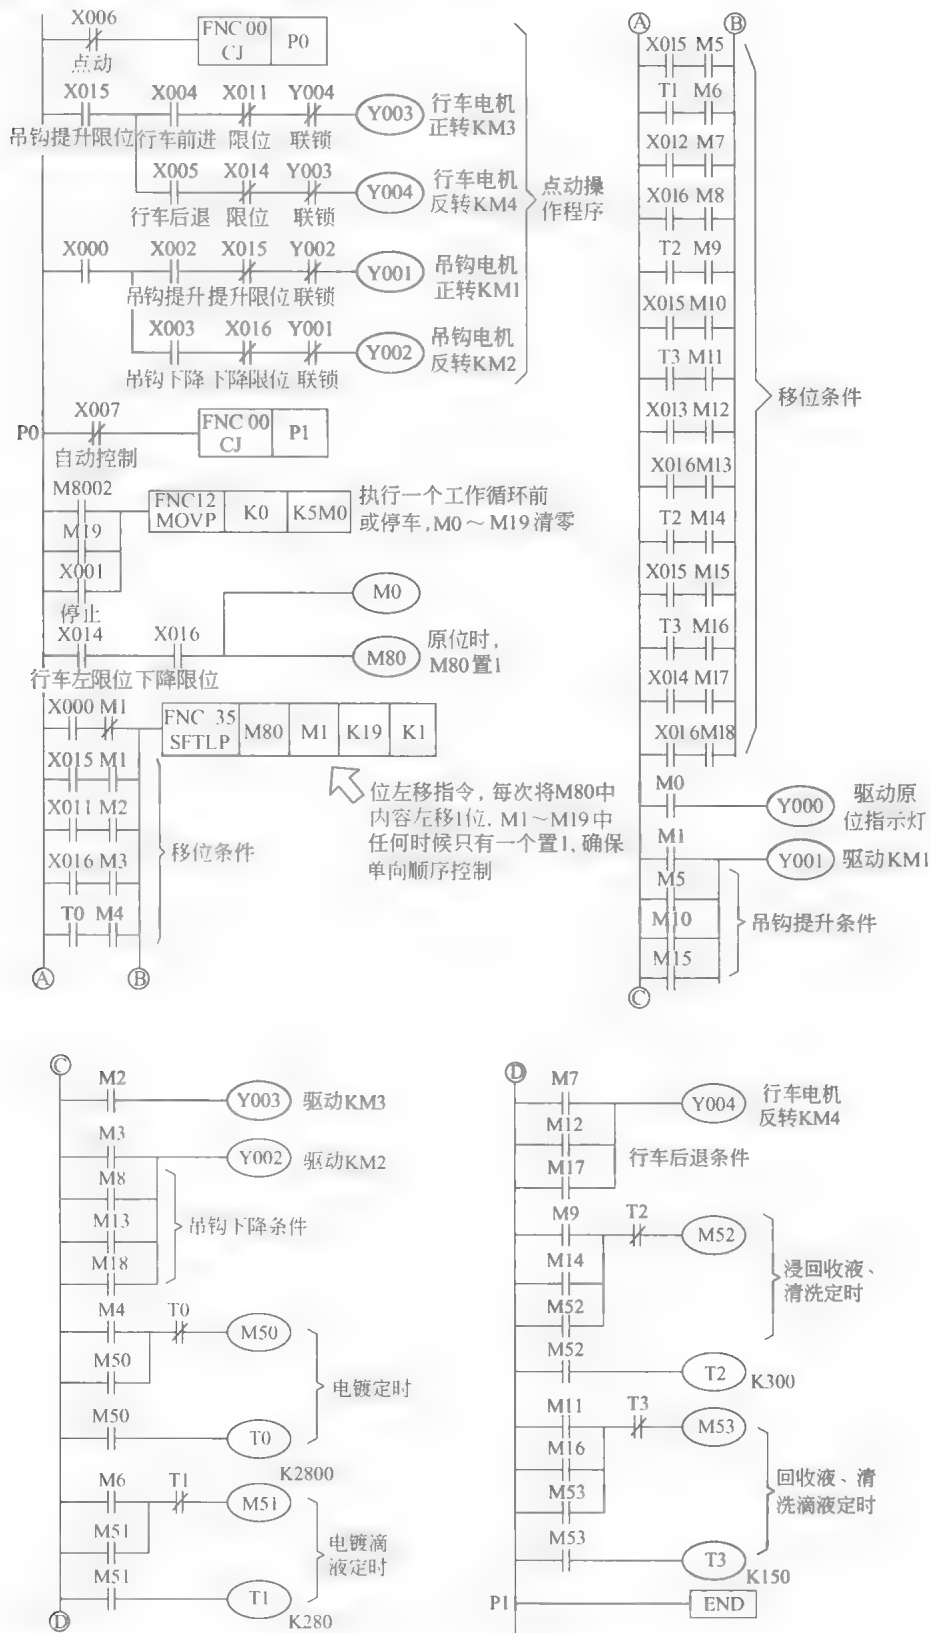 X006
FNC 00
CJ
P0
点动
X015 X004 X011 Y004
Y003
行车电机
正转KM3
吊钩提升限位 行车前进 限位 联锁
X005 X014 Y003
Y004
行车电机
反转KM4
行车后退 限位 联锁
点动操
作程序
X000 X002 X015 Y002
Y001
吊钩电机
正转KM1
吊钩提升 提升限位 联锁
X003 X016 Y001
Y002
吊钩电机
反转KM2
吊钩下降 下降限位 联锁
P0
X007
FNC 00
CJ
P1
自动控制
M8002
FNC12
MOVP
K0
K5M0
执行一个工作循环前
或停车,M0～M19清零
M19
X001
停止
M0
X014 X016
M80
原位时,
M80置1
行车左限位 下降限位
X000 M1
FNC 35
SFTLP
M80
M1
K19
K1
X015 M1
X011 M2
X016 M3
T0 M4
移位条件
位左移指令，每次将M80中
内容左移1位. M1～M19中
任何时候只有一个置1,确保
单向顺序控制
A B
A B
X015 M5
T1 M6
X012 M7
X016 M8
T2 M9
X015 M10
T3 M11
X013 M12
X016 M13
T2 M14
X015 M15
T3 M16
X014 M17
X016 M18
移位条件
M0
Y000
驱动原
位指示灯
M1
Y001
驱动KM1
M5
M10
M15
吊钩提升条件
C
C
M2
Y003
驱动KM3
M3
Y002
驱动KM2
M8
M13
M18
吊钩下降条件
M4 T0
M50
M50
M50
T0
K2800
电镀定时
M6 T1
M51
M51
M51
T1
K280
电镀滴
液定时
D
D
M7
Y004
行车电机
反转KM4
M12
M17
行车后退条件
M9 T2
M52
M14
M52
M52
T2
K300
浸回收液、
清洗定时
M11 T3
M53
M16
M53
M53
T3
K150
回收液、清
洗滴液定时
P1
END